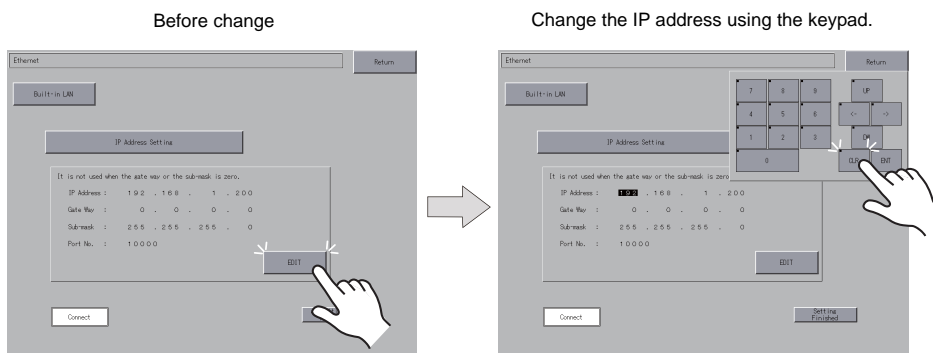 Before change
Change the IP address using the keypad.
Ethernet
Return
Built-in LAN
IP Address Setting
It is not used when the gate way or the sub-mask is zero.
IP Address : 192 . 168 . 1 . 200
Gate Way : 0 . 0 . 0 . 0
Sub-mask : 255 . 255 . 255 . 0
Port No. : 10000
EDIT
Connect
Ethernet
Return
Built-in LAN
7 8 9 UP
4 5 6 <- ->
1 2 3 DW
0 CLR ENT
IP Address Setting
It is not used when the gate way or the sub-mask is zero
IP Address : 192 . 168 . 1 . 200
Gate Way : 0 . 0 . 0 . 0
Sub-mask : 255 . 255 . 255 . 0
Port No. : 10000
EDIT
Connect
Setting
Finished